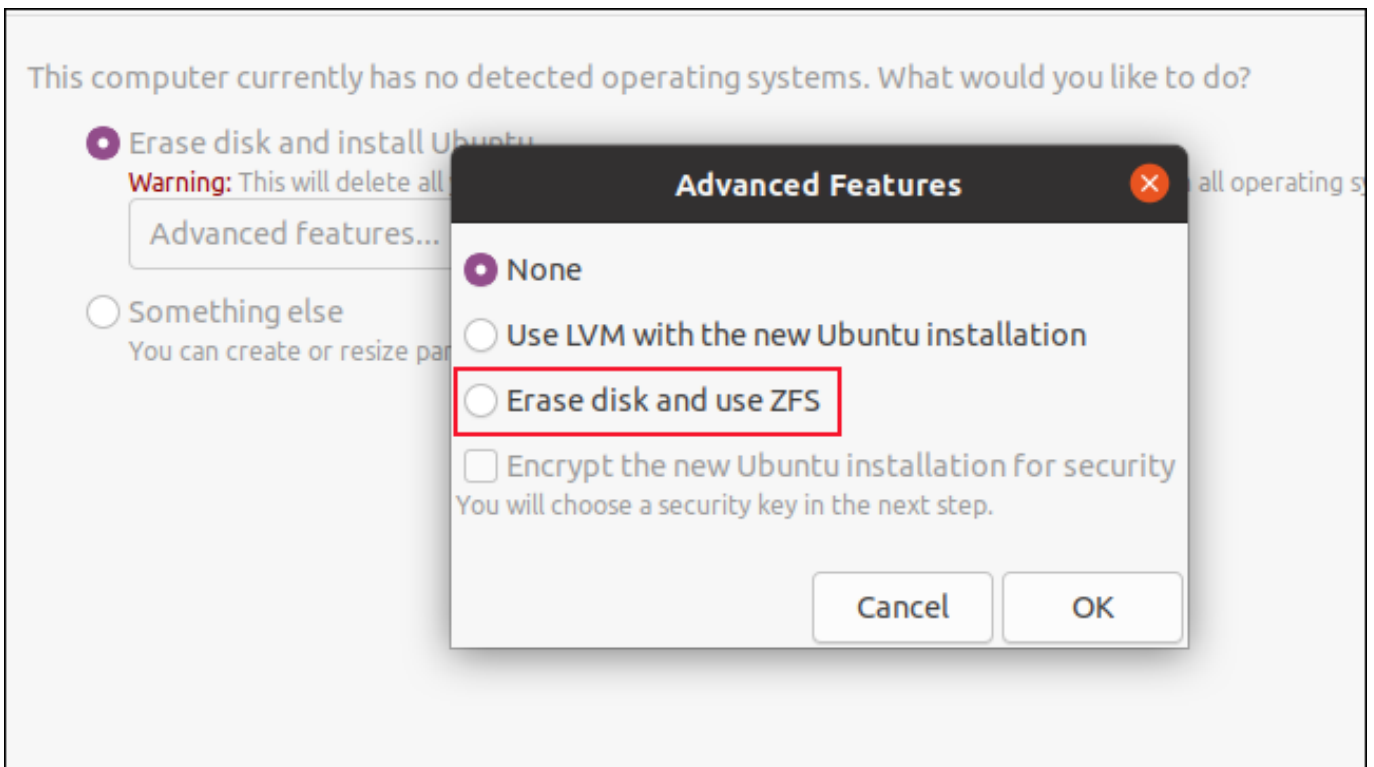 This computer currently has no detected operating systems. What would you like to do?
Erase disk and install Ubuntu
Warning: This will delete all
all operating
Advanced features...
Something else
You can create or resize
Advanced Features
None
Use LVM with the new Ubuntu installation
Erase disk and use ZFS
Encrypt the new Ubuntu installation for security
You will choose a security key in the next step.
Cancel
OK